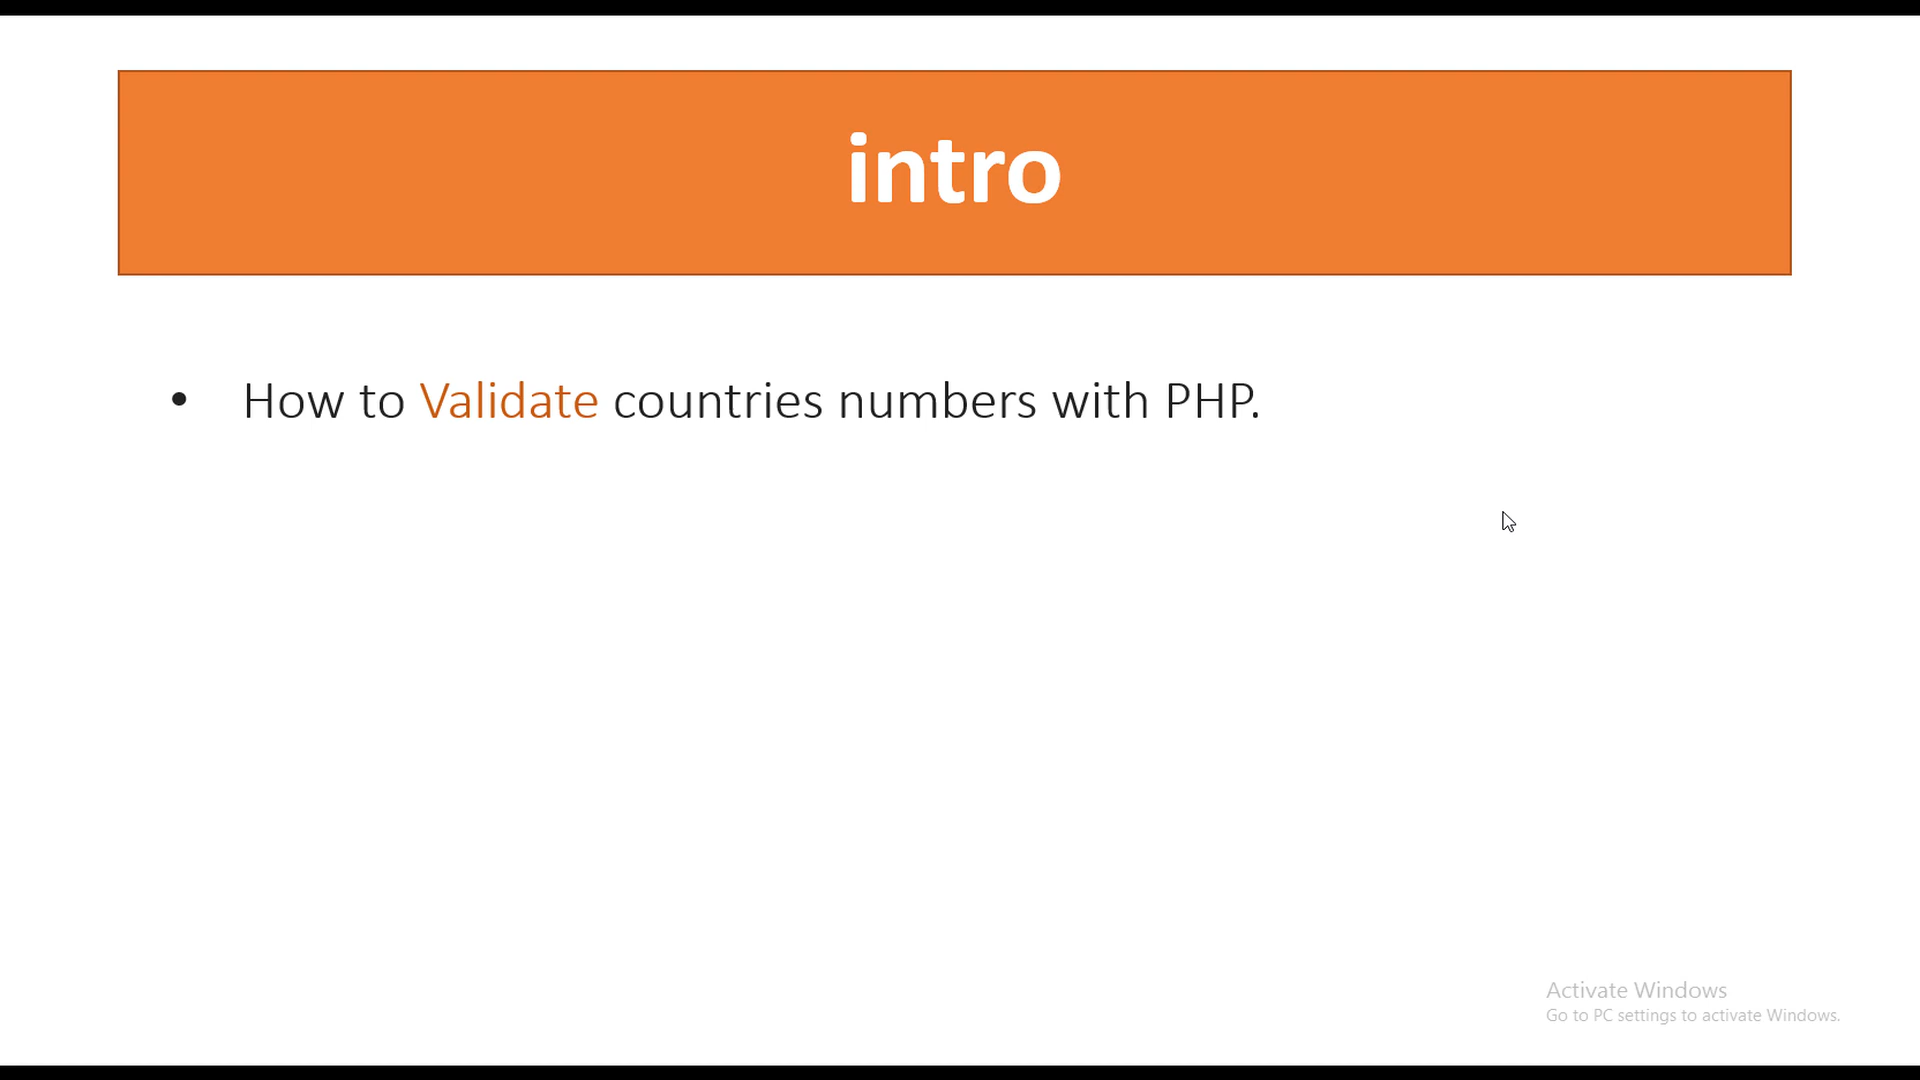 intro
• How to Validate countries numbers with PHP.
Activate Windows
Go to PC settings to activate Windows.